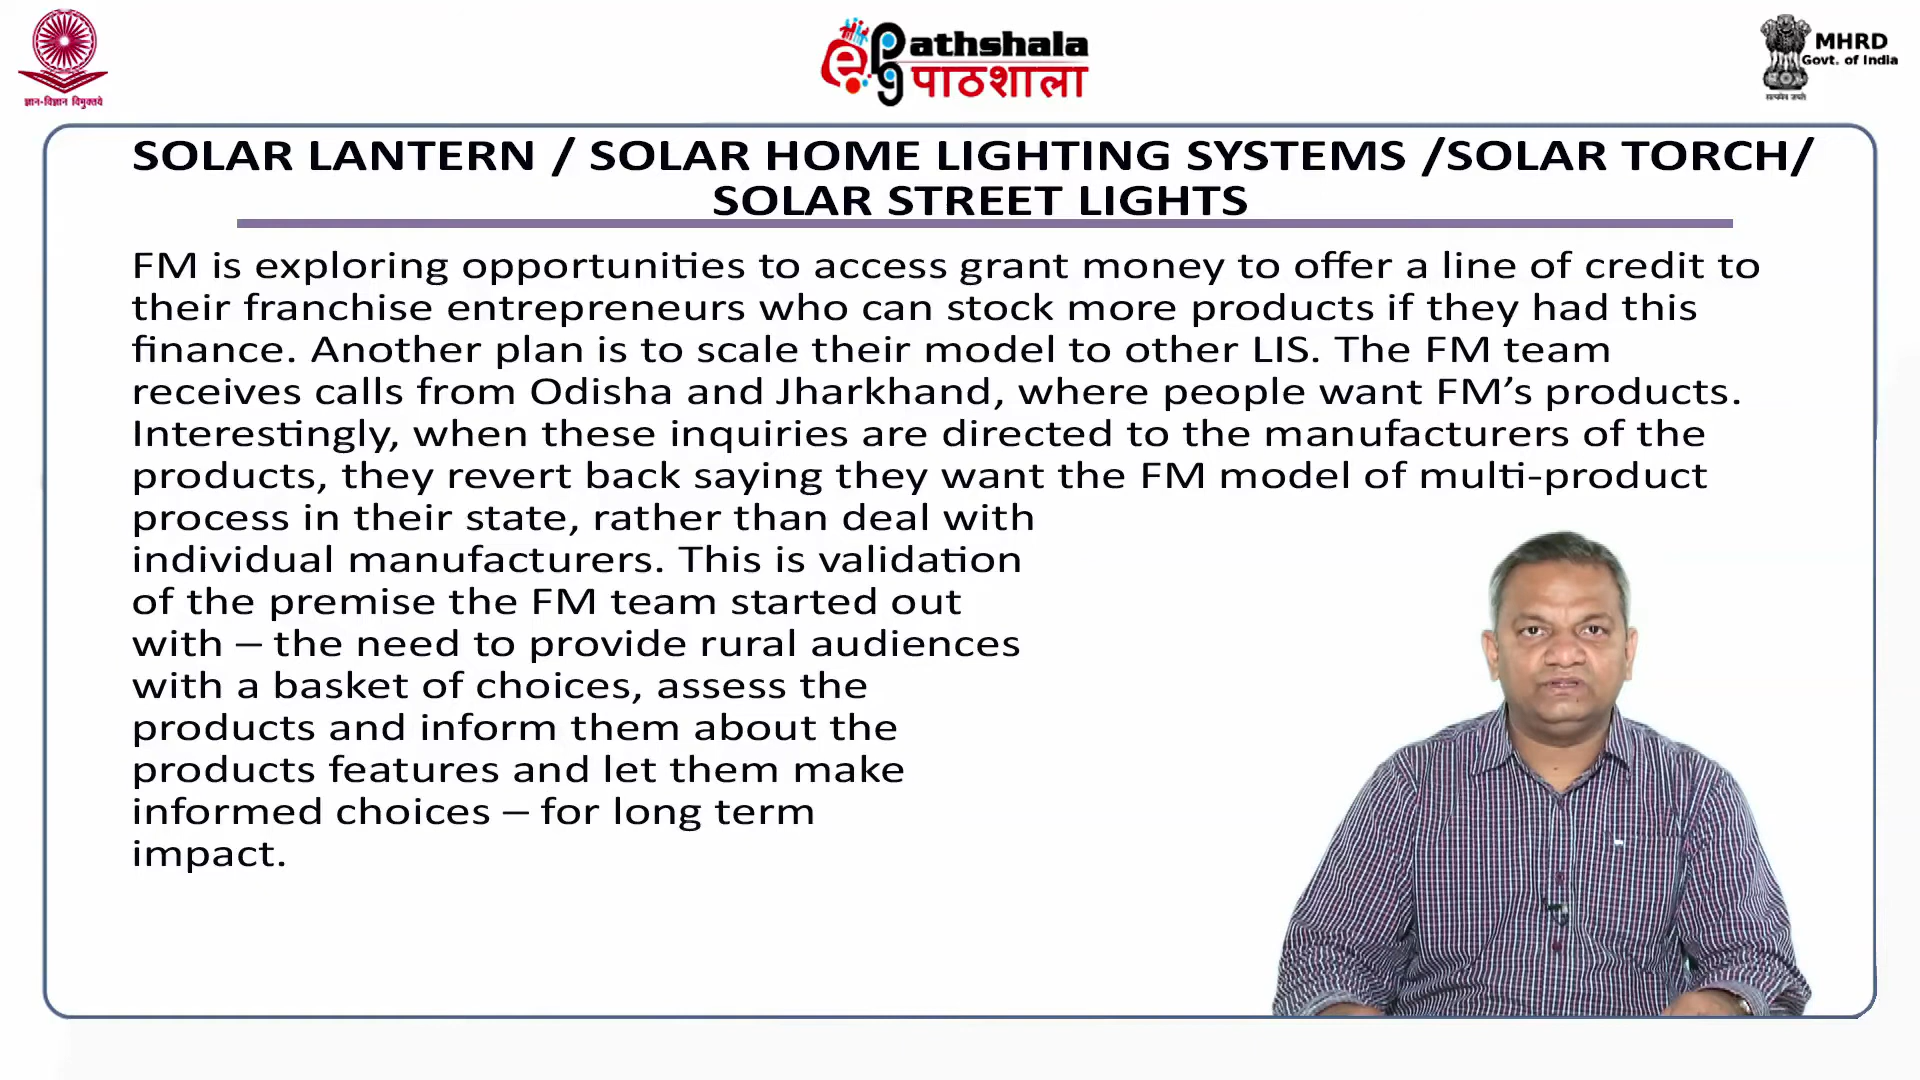 ज्ञान-विज्ञान विमुक्तये
ePG Pathshala
पाठशाला
MHRD
Govt. of India
सत्यमेव जयते
SOLAR LANTERN / SOLAR HOME LIGHTING SYSTEMS /SOLAR TORCH/
SOLAR STREET LIGHTS
FM is exploring opportunities to access grant money to offer a line of credit to
their franchise entrepreneurs who can stock more products if they had this
finance. Another plan is to scale their model to other LIS. The FM team
receives calls from Odisha and Jharkhand, where people want FM’s products.
Interestingly, when these inquiries are directed to the manufacturers of the
products, they revert back saying they want the FM model of multi-product
process in their state, rather than deal with
individual manufacturers. This is validation
of the premise the FM team started out
with – the need to provide rural audiences
with a basket of choices, assess the
products and inform them about the
products features and let them make
informed choices – for long term
impact.